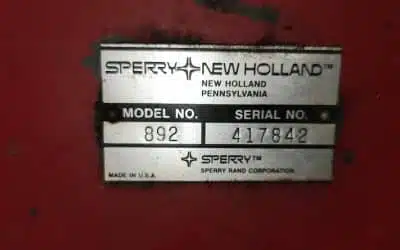 SPERRY NEW HOLLAND™
NEW HOLLAND
PENNSYLVANIA
MODEL NO. SERIAL NO.
892 417842
SPERRY™
MADE IN U.S.A. SPERRY RAND CORPORATION